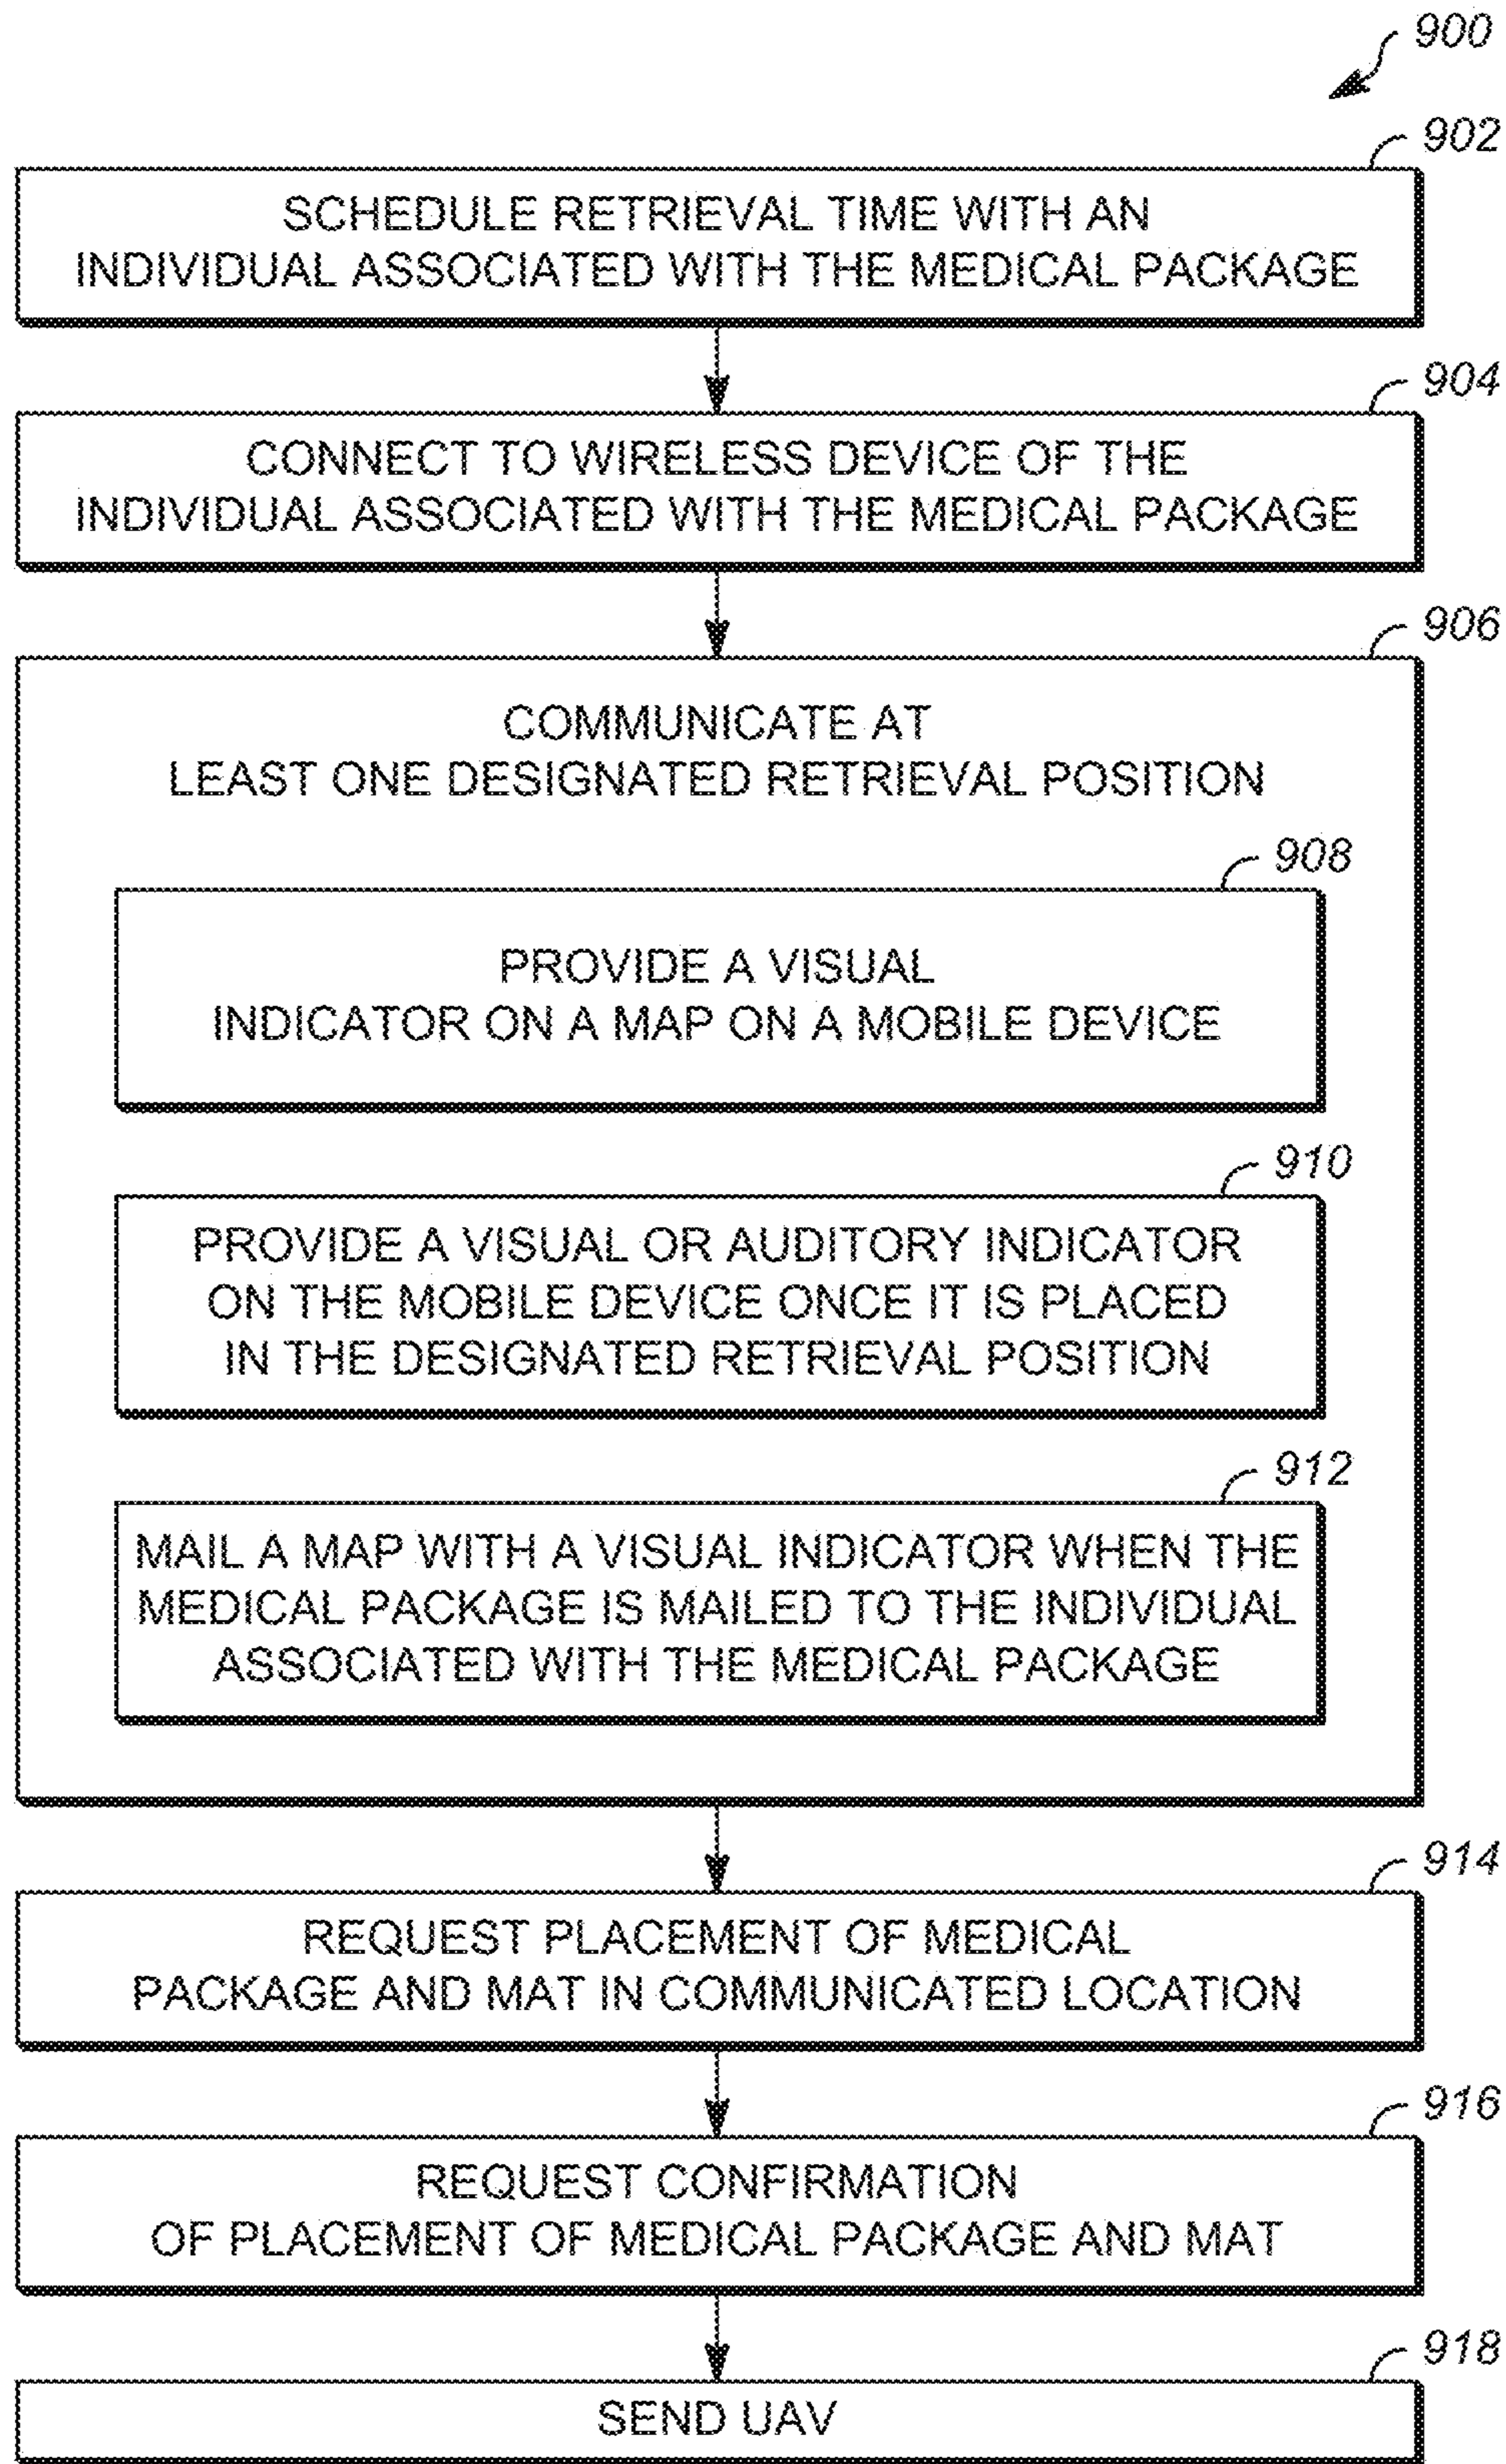 900
902
SCHEDULE RETRIEVAL TIME WITH AN
INDIVIDUAL ASSOCIATED WITH THE MEDICAL PACKAGE
904
CONNECT TO WIRELESS DEVICE OF THE
INDIVIDUAL ASSOCIATED WITH THE MEDICAL PACKAGE
906
COMMUNICATE AT
LEAST ONE DESIGNATED RETRIEVAL POSITION
908
PROVIDE A VISUAL
INDICATOR ON A MAP ON A MOBILE DEVICE
910
PROVIDE A VISUAL OR AUDITORY INDICATOR
ON THE MOBILE DEVICE ONCE IT IS PLACED
IN THE DESIGNATED RETRIEVAL POSITION
912
MAIL A MAP WITH A VISUAL INDICATOR WHEN THE
MEDICAL PACKAGE IS MAILED TO THE INDIVIDUAL
ASSOCIATED WITH THE MEDICAL PACKAGE
914
REQUEST PLACEMENT OF MEDICAL
PACKAGE AND MAT IN COMMUNICATED LOCATION
916
REQUEST CONFIRMATION
OF PLACEMENT OF MEDICAL PACKAGE AND MAT
918
SEND UAV